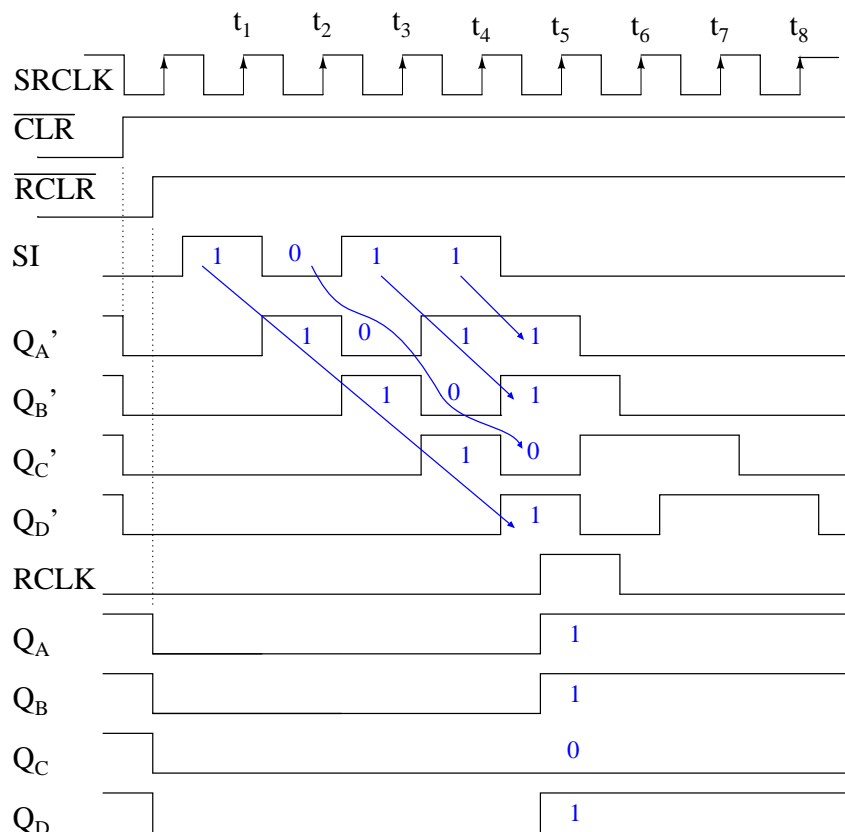 t1 t2 t3 t4 t5 t6 t7 t8
SRCLK
CLR
RCLR
SI 1 0 1 1
QA' 1 0 1 1
QB' 1 0 1
QC' 1 0
QD' 1
RCLK
QA 1
QB 1
QC 0
QD 1